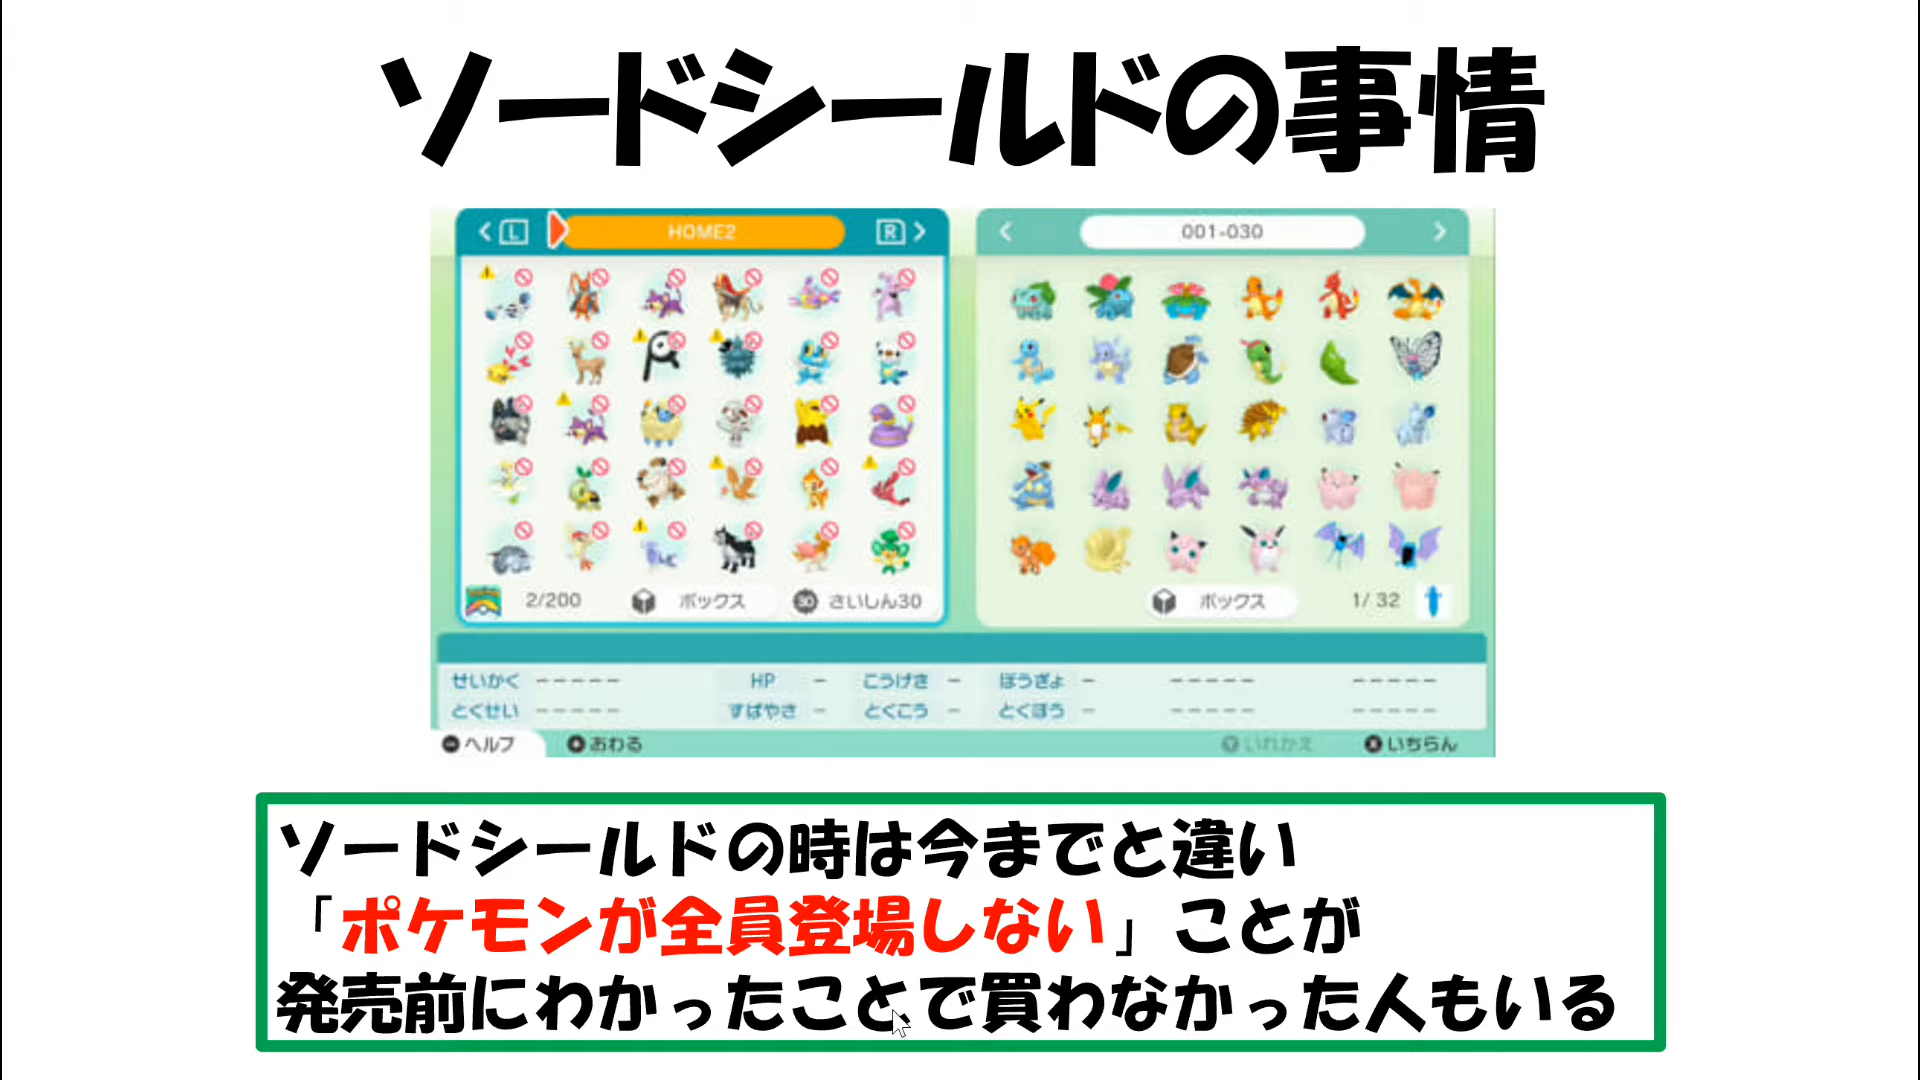 ソードシールドの事情
L HOME2 R
001-030
2/200 ボックス 30 さいしん30
ボックス 1/ 32
せいかく ----- HP - こうげき - ぼうぎょ - ----- -----
とくせい ----- すばやさ - とくこう - とくぼう - ----- -----
ヘルプ おわる いれかえ いちらん
ソードシールドの時は今までと違い
「ポケモンが全員登場しない」ことが
発売前にわかったことで買わなかった人もいる